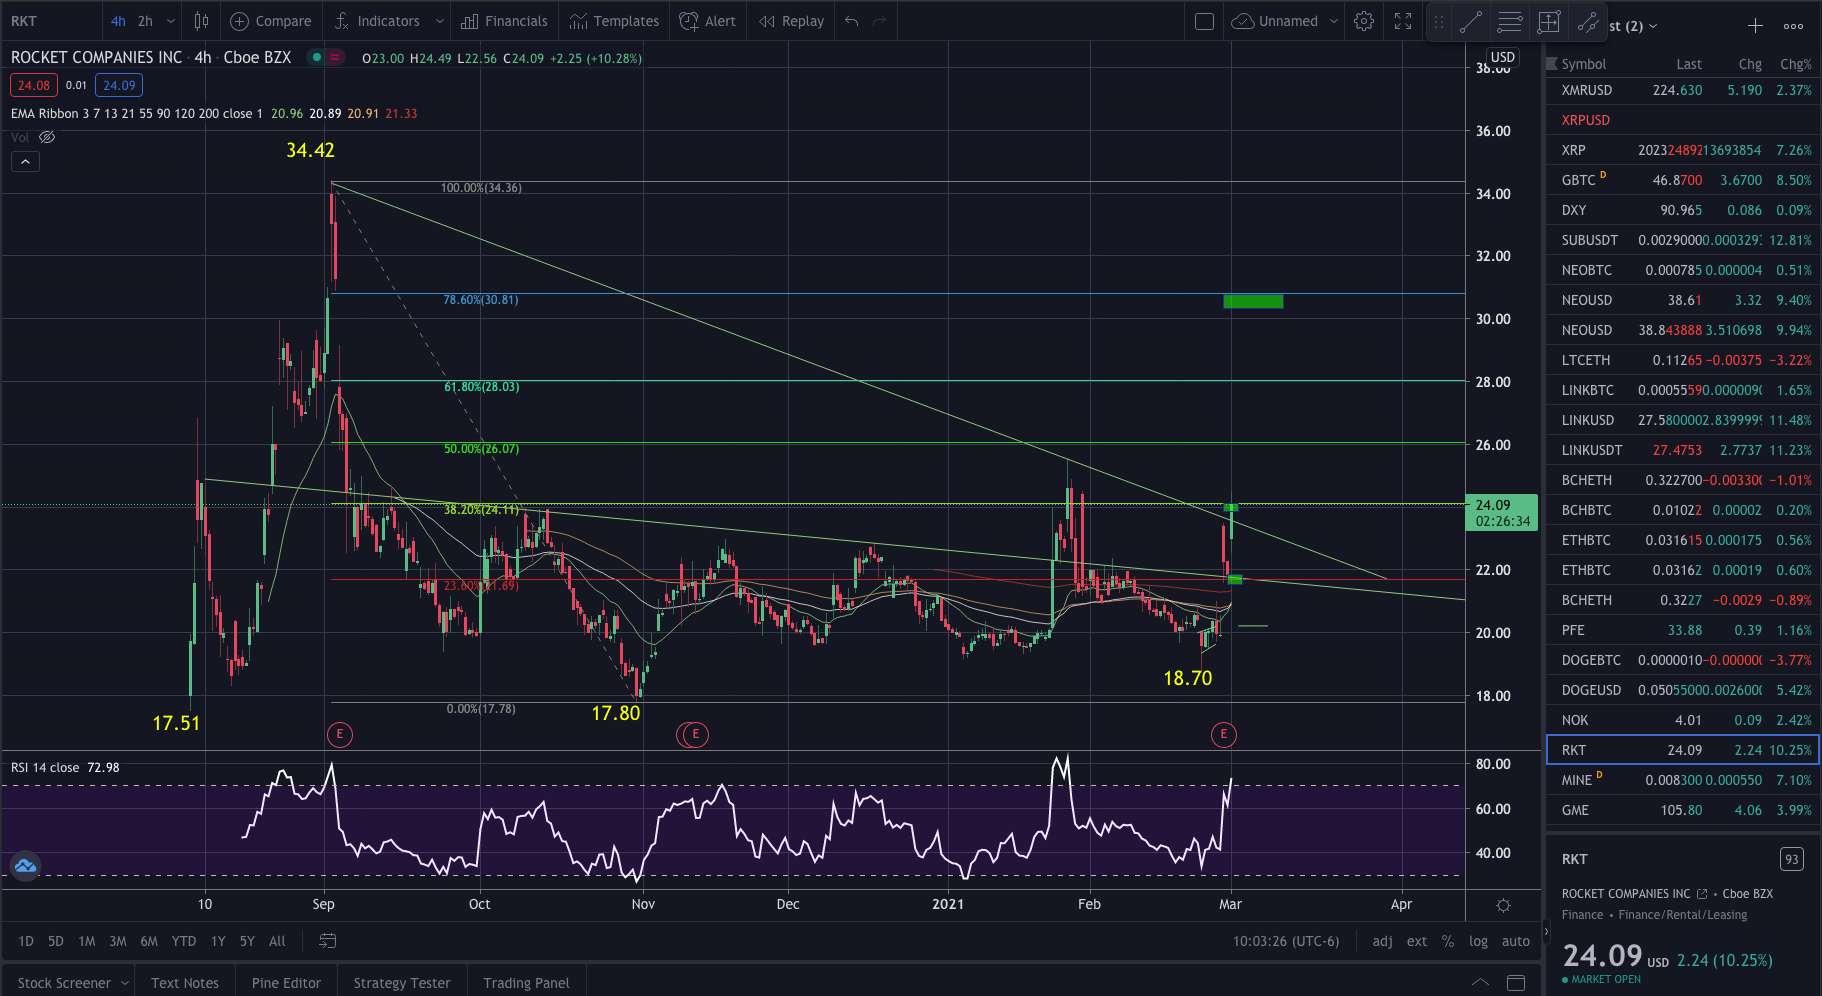 RKT 4h 2h Compare Indicators Financials Templates Alert Replay Unnamed st (2)
ROCKET COMPANIES INC · 4h · Cboe BZX O23.00 H24.49 L22.56 C24.09 +2.25 (+10.28%)
24.08 0.01 24.09
EMA Ribbon 3 7 13 21 55 90 120 200 close 1 20.96 20.89 20.91 21.33
Vol
34.42
100.00%(34.36)
78.60%(30.81)
61.80%(28.03)
50.00%(26.07)
38.20%(24.11)
23.60%(21.69)
0.00%(17.78)
17.51
17.80
18.70
E
E
E
USD
38.00
36.00
34.00
32.00
30.00
28.00
26.00
24.09
02:26:34
22.00
20.00
18.00
RSI 14 close 72.98
80.00
60.00
40.00
10 Sep Oct Nov Dec 2021 Feb Mar Apr
1D 5D 1M 3M 6M YTD 1Y 5Y All 10:03:26 (UTC-6) adj ext % log auto
Stock Screener Text Notes Pine Editor Strategy Tester Trading Panel
Symbol Last Chg Chg%
XMRUSD 224.630 5.190 2.37%
XRPUSD
XRP 202324892 13693854 7.26%
GBTC D 46.8700 3.6700 8.50%
DXY 90.965 0.086 0.09%
SUBUSDT 0.0029000 0.000329 12.81%
NEOBTC 0.000785 0.000004 0.51%
NEOUSD 38.61 3.32 9.40%
NEOUSD 38.843888 3.510698 9.94%
LTCETH 0.11265 −0.00375 −3.22%
LINKBTC 0.0005559 0.000009 1.65%
LINKUSD 27.580000 2.839999 11.48%
LINKUSDT 27.4753 2.7737 11.23%
BCHETH 0.322700 −0.00330 −1.01%
BCHBTC 0.01022 0.00002 0.20%
ETHBTC 0.031615 0.000175 0.56%
ETHBTC 0.03162 0.00019 0.60%
BCHETH 0.3227 −0.0029 −0.89%
PFE 33.88 0.39 1.16%
DOGEBTC 0.0000010 −0.000000 −3.77%
DOGEUSD 0.055000 0.002600 5.42%
NOK 4.01 0.09 2.42%
RKT 24.09 2.24 10.25%
MINE D 0.008300 0.000550 7.10%
GME 105.80 4.06 3.99%
RKT 93
ROCKET COMPANIES INC · Cboe BZX
Finance · Finance/Rental/Leasing
24.09 USD 2.24 (10.25%)
MARKET OPEN